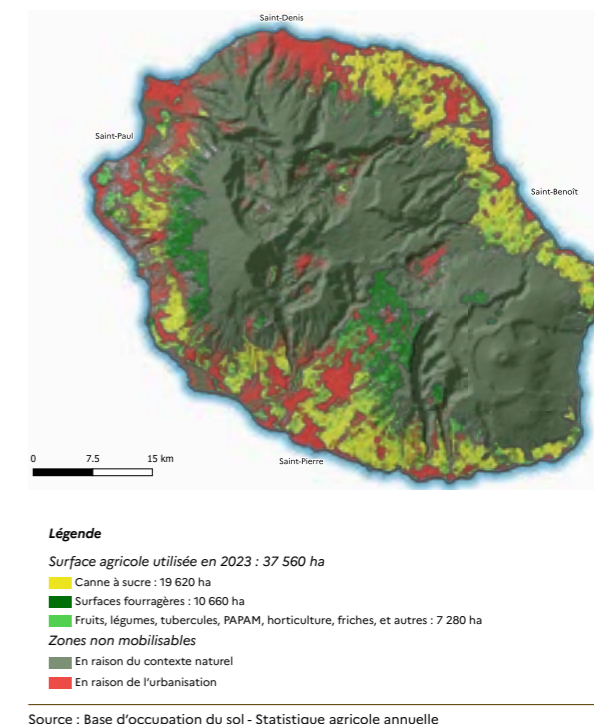 Saint-Denis
Saint-Paul
Saint-Benoît
0 7.5 15 km
Saint-Pierre
Légende
Surface agricole utilisée en 2023 : 37 560 ha
Canne à sucre : 19 620 ha
Surfaces fourragères : 10 660 ha
Fruits, légumes, tubercules, PAPAM, horticulture, friches, et autres : 7 280 ha
Zones non mobilisables
En raison du contexte naturel
En raison de l'urbanisation
Source : Base d'occupation du sol - Statistique agricole annuelle